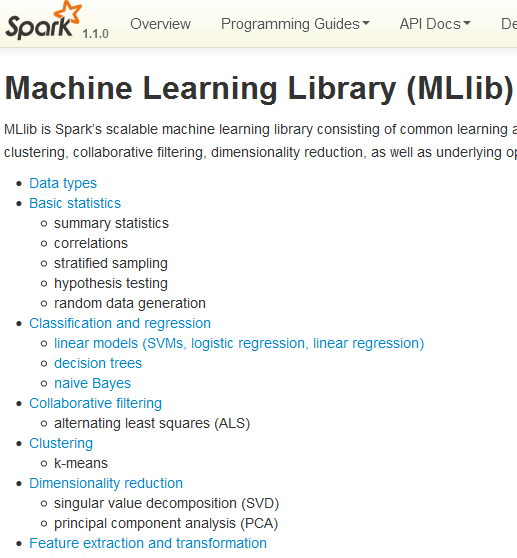 Spark 1.1.0 Overview Programming Guides API Docs De
Machine Learning Library (MLlib)
MLlib is Spark's scalable machine learning library consisting of common learning a
clustering, collaborative filtering, dimensionality reduction, as well as underlying op
Data types
Basic statistics
summary statistics
correlations
stratified sampling
hypothesis testing
random data generation
Classification and regression
linear models (SVMs, logistic regression, linear regression)
decision trees
naive Bayes
Collaborative filtering
alternating least squares (ALS)
Clustering
k-means
Dimensionality reduction
singular value decomposition (SVD)
principal component analysis (PCA)
Feature extraction and transformation